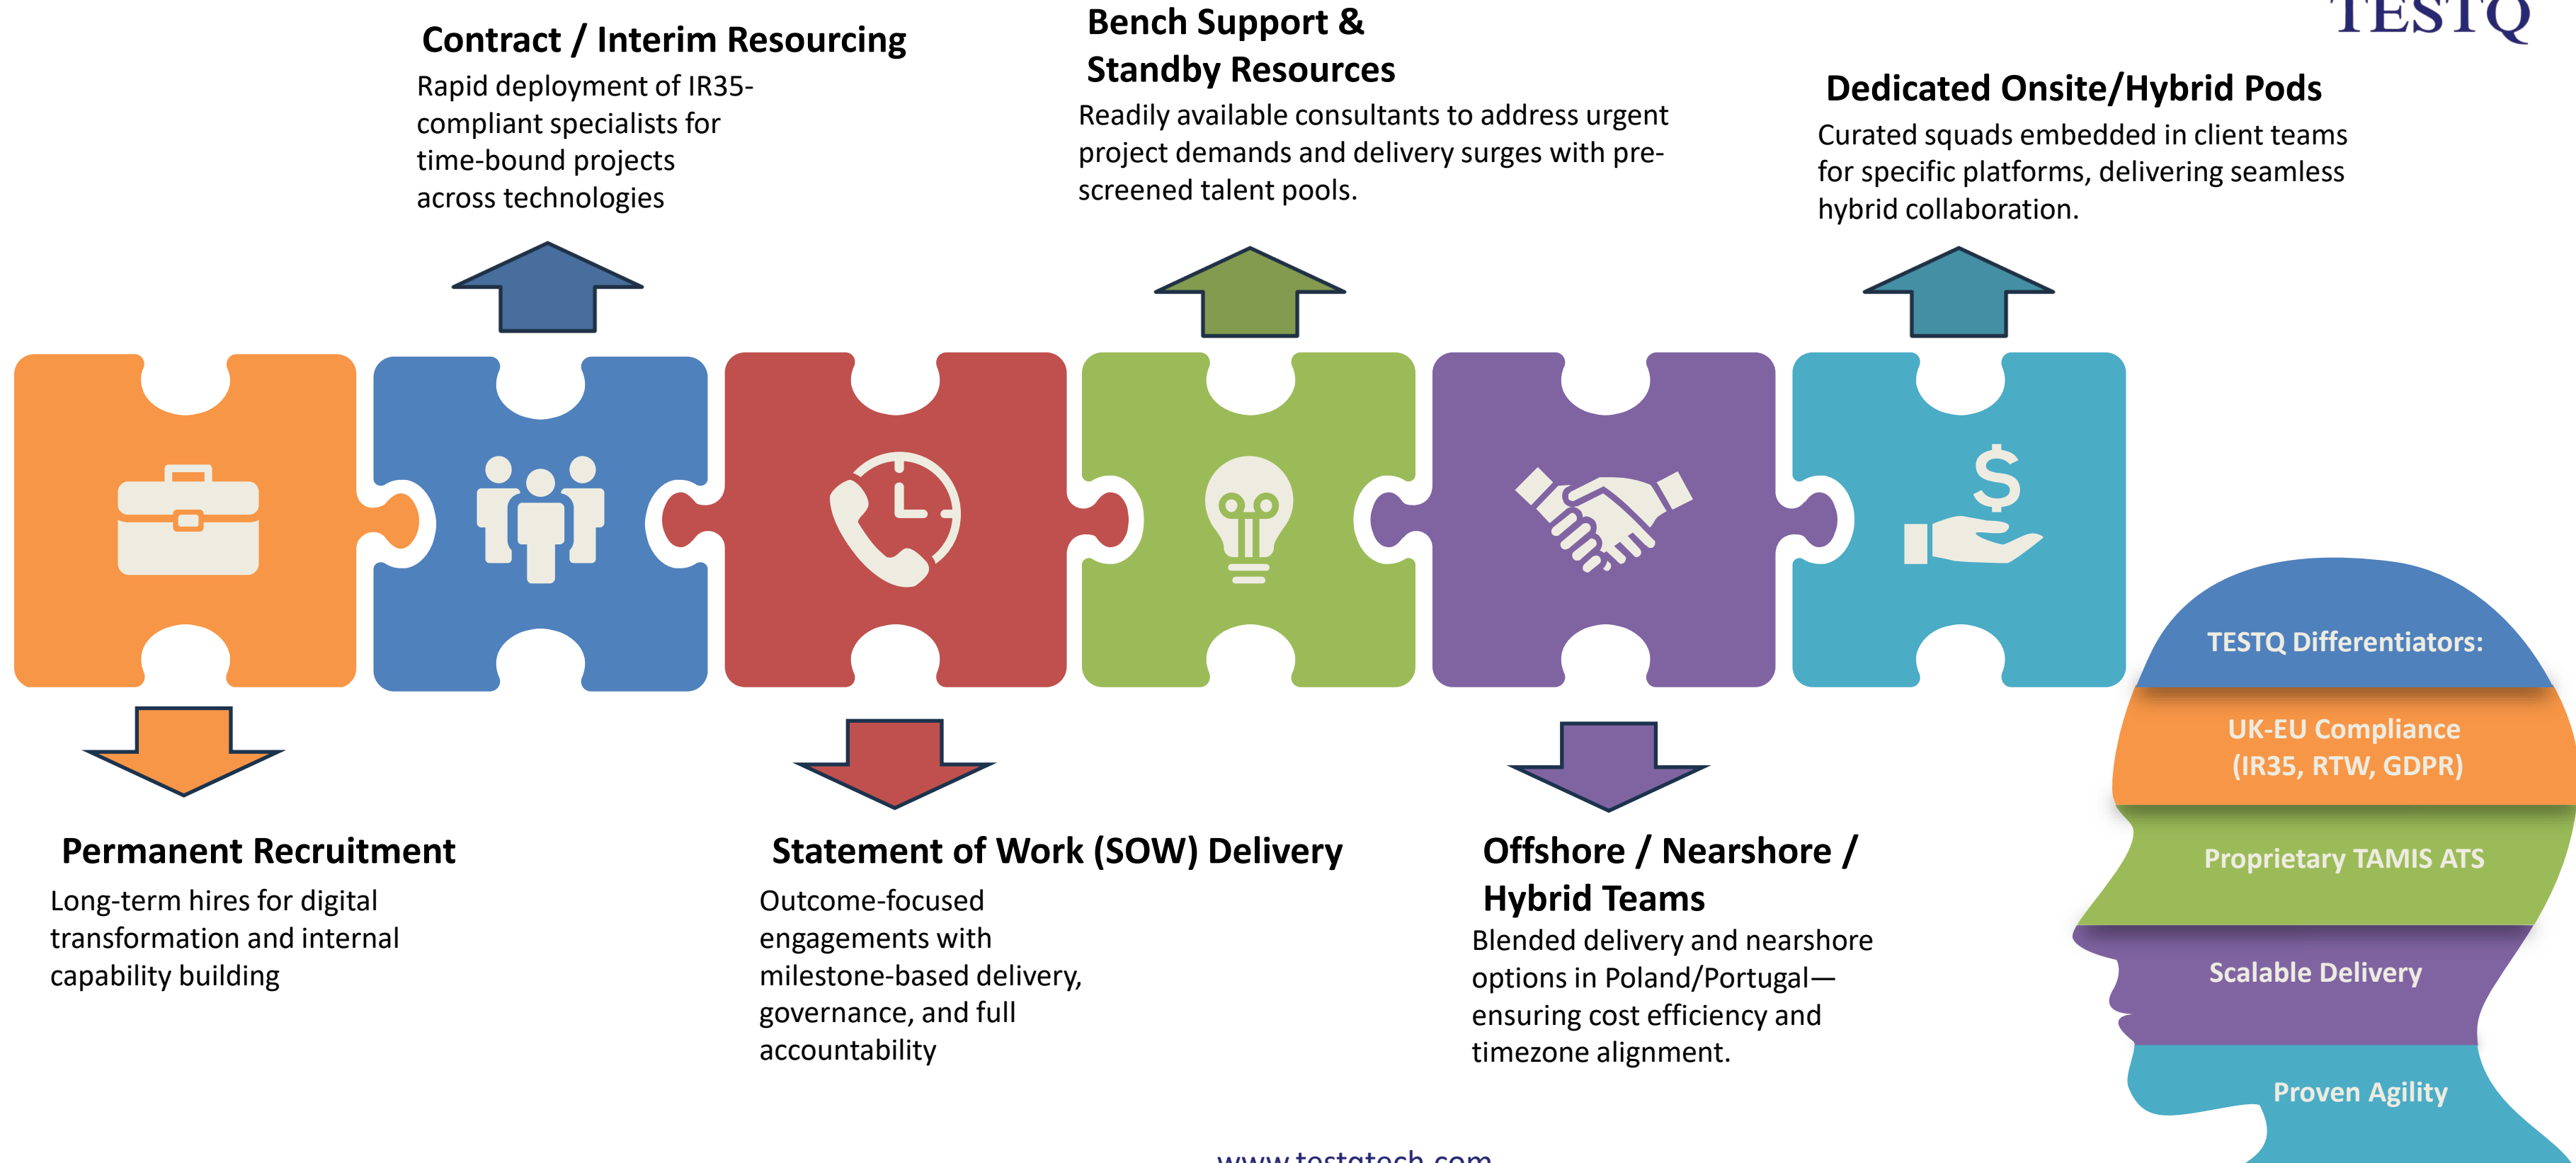 TESTQ
Contract / Interim Resourcing
Rapid deployment of IR35-
compliant specialists for
time-bound projects
across technologies
Bench Support &
Standby Resources
Readily available consultants to address urgent
project demands and delivery surges with pre-
screened talent pools.
Dedicated Onsite/Hybrid Pods
Curated squads embedded in client teams
for specific platforms, delivering seamless
hybrid collaboration.
$
Permanent Recruitment
Long-term hires for digital
transformation and internal
capability building
Statement of Work (SOW) Delivery
Outcome-focused
engagements with
milestone-based delivery,
governance, and full
accountability
Offshore / Nearshore /
Hybrid Teams
Blended delivery and nearshore
options in Poland/Portugal—
ensuring cost efficiency and
timezone alignment.
TESTQ Differentiators:
UK-EU Compliance
(IR35, RTW, GDPR)
Proprietary TAMIS ATS
Scalable Delivery
Proven Agility
www.testqtech.com